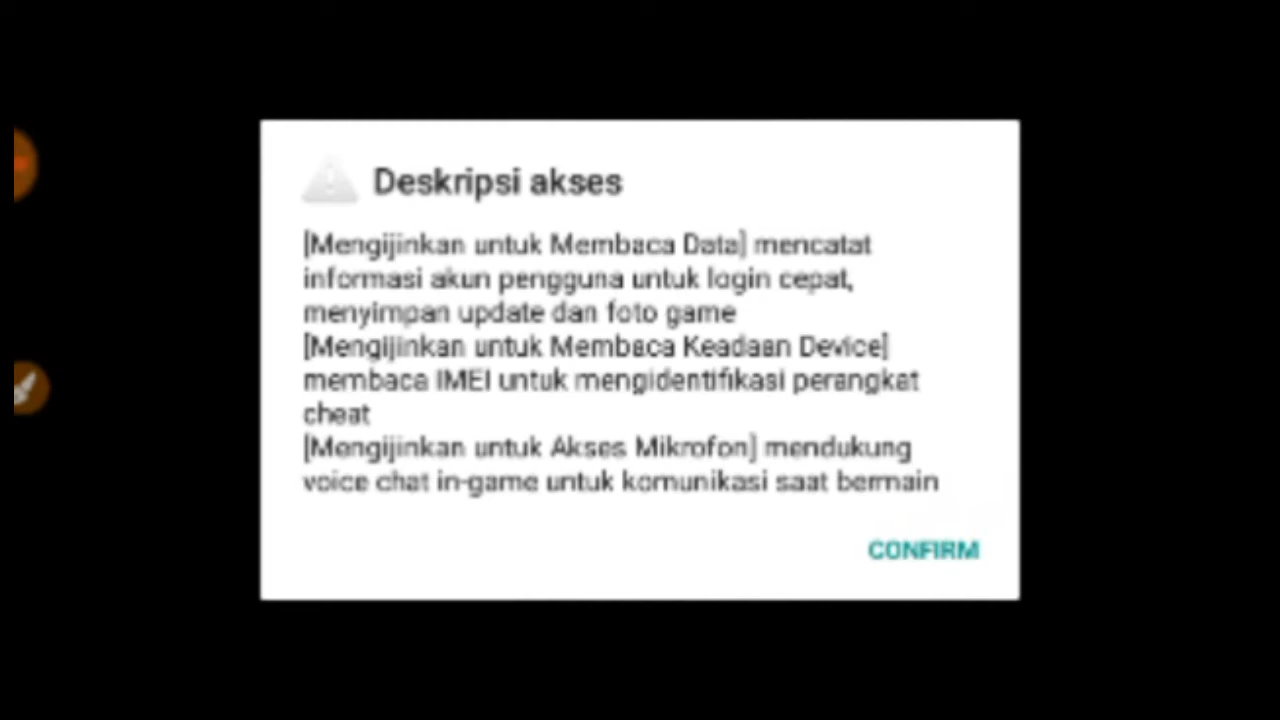 Deskripsi akses
[Mengijinkan untuk Membaca Data] mencatat
informasi akun pengguna untuk login cepat,
menyimpan update dan foto game
[Mengijinkan untuk Membaca Keadaan Device]
membaca IMEI untuk mengidentifikasi perangkat
cheat
[Mengijinkan untuk Akses Mikrofon] mendukung
voice chat in-game untuk komunikasi saat bermain
CONFIRM